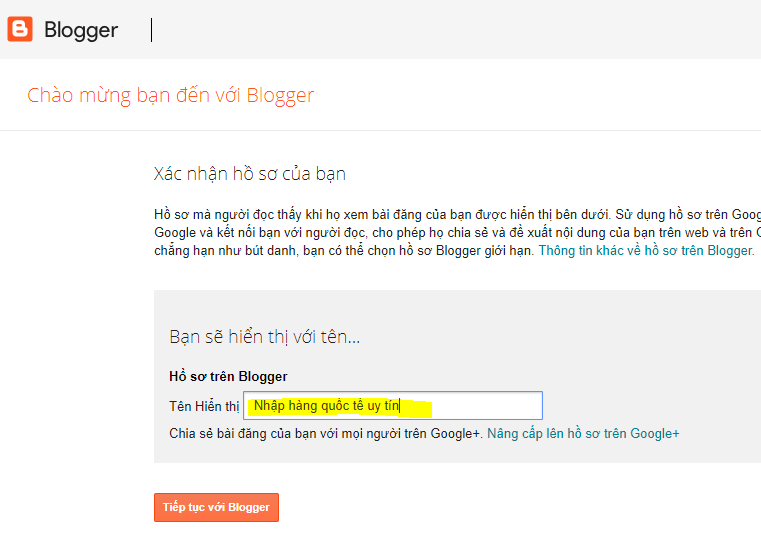 Blogger
Chào mừng bạn đến với Blogger
Xác nhận hồ sơ của bạn
Hồ sơ mà người đọc thấy khi họ xem bài đăng của bạn được hiển thị bên dưới. Sử dụng hồ sơ trên Goog
Google và kết nối bạn với người đọc, cho phép họ chia sẻ và đề xuất nội dung của bạn trên web và trên G
chẳng hạn như bút danh, bạn có thể chọn hồ sơ Blogger giới hạn. Thông tin khác về hồ sơ trên Blogger.
Bạn sẽ hiển thị với tên...
Hồ sơ trên Blogger
Tên Hiển thị Nhập hàng quốc tế uy tín
Chia sẻ bài đăng của bạn với mọi người trên Google+. Nâng cấp lên hồ sơ trên Google+
Tiếp tục với Blogger